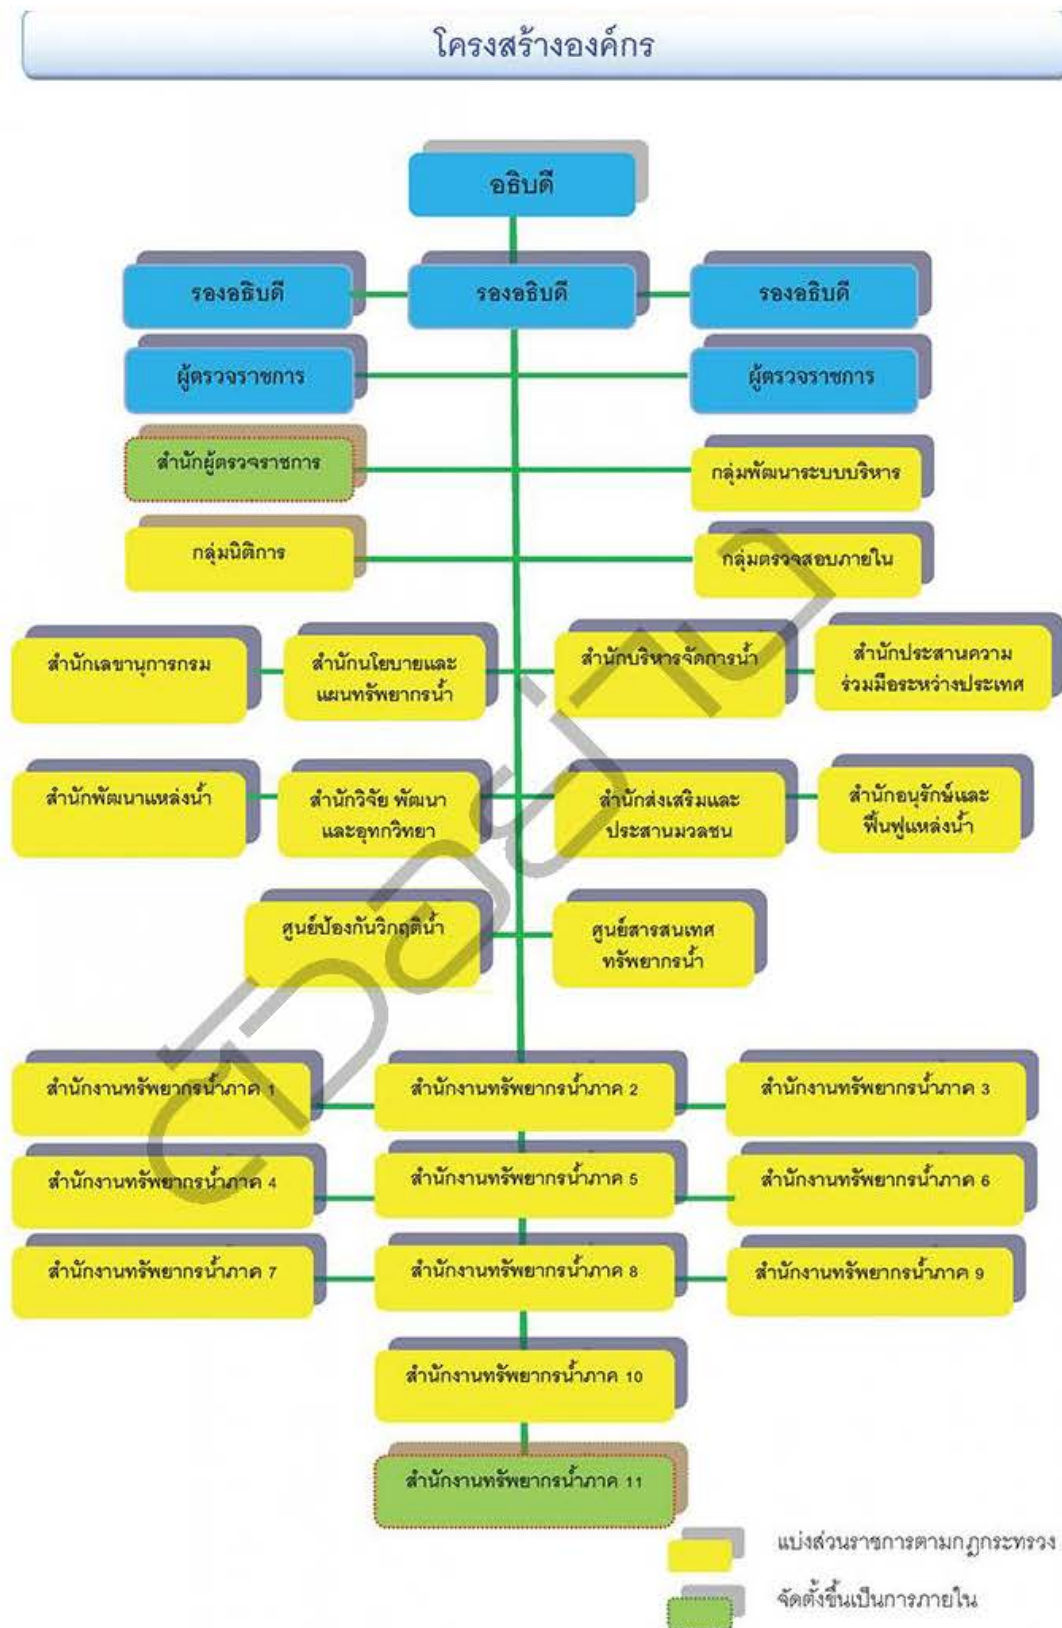 โครงสร้างองค์กร
อธิบดี
รองอธิบดี
รองอธิบดี
รองอธิบดี
ผู้ตรวจราชการ
ผู้ตรวจราชการ
สำนักผู้ตรวจราชการ
กลุ่มพัฒนาระบบบริหาร
กลุ่มนิติการ
กลุ่มตรวจสอบภายใน
สำนักเลขานุการกรม
สำนักนโยบายและ
แผนทรัพยากรน้ำ
สำนักบริหารจัดการน้ำ
สำนักประสานความ
ร่วมมือระหว่างประเทศ
สำนักพัฒนาแหล่งน้ำ
สำนักวิจัย พัฒนา
และอุทกวิทยา
สำนักส่งเสริมและ
ประสานมวลชน
สำนักอนุรักษ์และ
ฟื้นฟูแหล่งน้ำ
ศูนย์ป้องกันวิกฤติน้ำ
ศูนย์สารสนเทศ
ทรัพยากรน้ำ
สำนักงานทรัพยากรน้ำภาค 1
สำนักงานทรัพยากรน้ำภาค 2
สำนักงานทรัพยากรน้ำภาค 3
สำนักงานทรัพยากรน้ำภาค 4
สำนักงานทรัพยากรน้ำภาค 5
สำนักงานทรัพยากรน้ำภาค 6
สำนักงานทรัพยากรน้ำภาค 7
สำนักงานทรัพยากรน้ำภาค 8
สำนักงานทรัพยากรน้ำภาค 9
สำนักงานทรัพยากรน้ำภาค 10
สำนักงานทรัพยากรน้ำภาค 11
แบ่งส่วนราชการตามกฎกระทรวง
จัดตั้งขึ้นเป็นการภายใน
ตัวอย่าง